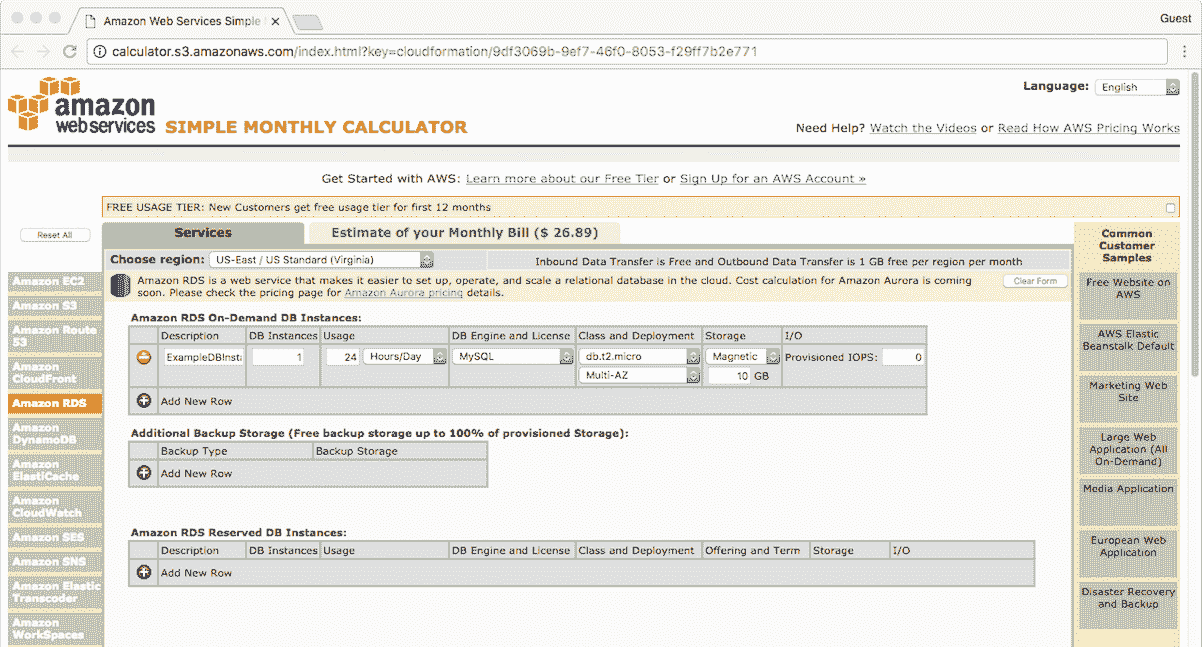 Amazon Web Services Simple
Guest
calculator.s3.amazonaws.com/index.html?key=cloudformation/9df3069b-9ef7-46f0-8053-f29ff7b2e771
Language: English
amazon
webservices
SIMPLE MONTHLY CALCULATOR
Need Help? Watch the Videos or Read How AWS Pricing Works
Get Started with AWS: Learn more about our Free Tier or Sign Up for an AWS Account »
FREE USAGE TIER: New Customers get free usage tier for first 12 months
Reset All
Services
Estimate of your Monthly Bill ($ 26.89)
Choose region: US-East / US Standard (Virginia)
Inbound Data Transfer is Free and Outbound Data Transfer is 1 GB free per region per month
Amazon RDS is a web service that makes it easier to set up, operate, and scale a relational database in the cloud. Cost calculation for Amazon Aurora is coming
soon. Please check the pricing page for Amazon Aurora pricing details.
Clear Form
Amazon EC2
Amazon S3
Amazon Route
53
Amazon
CloudFront
Amazon RDS
Amazon
DynamoDB
Amazon
ElastiCache
Amazon
CloudWatch
Amazon SES
Amazon SNS
Amazon Elastic
Transcoder
Amazon
WorkSpaces
Amazon RDS On-Demand DB Instances:
Description DB Instances Usage DB Engine and License Class and Deployment Storage I/O
ExampleDBInsta 1 24 Hours/Day MySQL db.t2.micro Magnetic Provisioned IOPS: 0
Multi-AZ 10 GB
Add New Row
Additional Backup Storage (Free backup storage up to 100% of provisioned Storage):
Backup Type Backup Storage
Add New Row
Amazon RDS Reserved DB Instances:
Description DB Instances Usage DB Engine and License Class and Deployment Offering and Term Storage I/O
Add New Row
Common
Customer
Samples
Free Website on
AWS
AWS Elastic
Beanstalk Default
Marketing Web
Site
Large Web
Application (All
On-Demand)
Media Application
European Web
Application
Disaster Recovery
and Backup